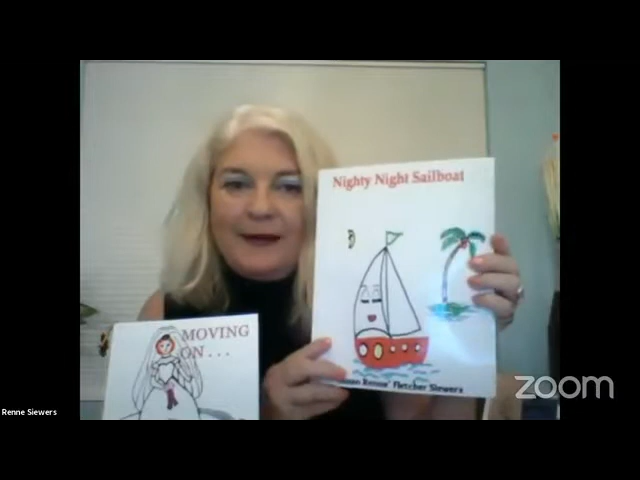 Nighty Night Sailboat
Renne' Fletcher Siewers
MOVING
ON...
Renne Siewers
zoom